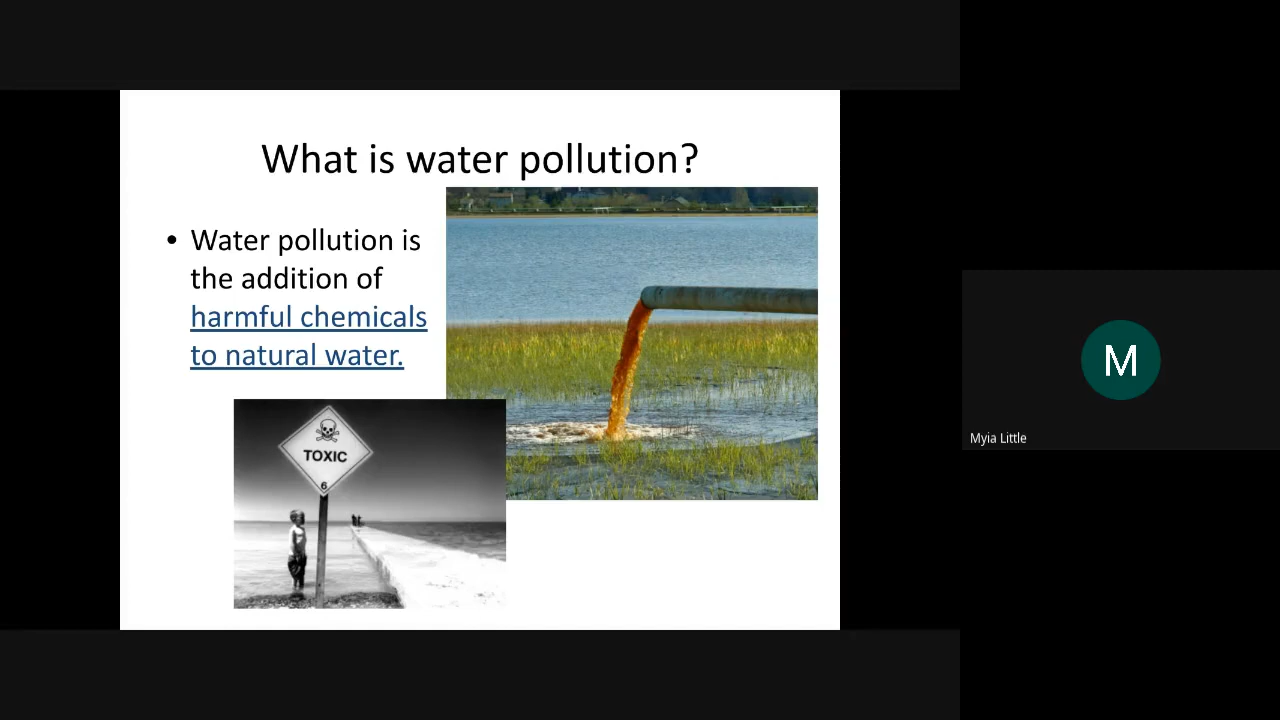 What is water pollution?
• Water pollution is
the addition of
harmful chemicals
to natural water.
TOXIC
6
M
Myia Little